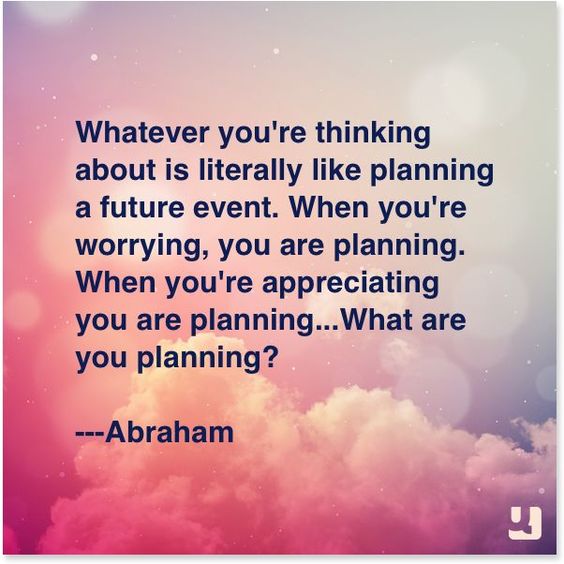 Whatever you're thinking
about is literally like planning
a future event. When you're
worrying, you are planning.
When you're appreciating
you are planning...What are
you planning?
---Abraham